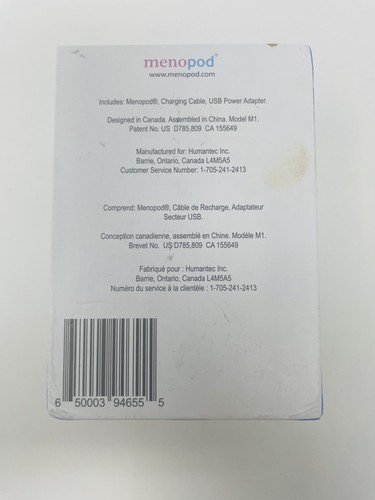 menopod®
www.menopod.com
Includes: Menopod®, Charging Cable, USB Power Adapter.
Designed in Canada. Assembled in China. Model M1.
Patent No. US D785,809 CA 155649
Manufactured for: Humantec Inc.
Barrie, Ontario, Canada L4M5A5
Customer Service Number: 1-705-241-2413
Comprend: Menopod®, Câble de Recharge, Adaptateur
Secteur USB.
Conception canadienne, assemblé en Chine. Modèle M1.
Brevet No. US D785,809 CA 155649
Fabriqué pour : Humantec Inc.
Barrie, Ontario, Canada L4M5A5
Numéro du service à la clientèle : 1-705-241-2413
6 50003 94655 5